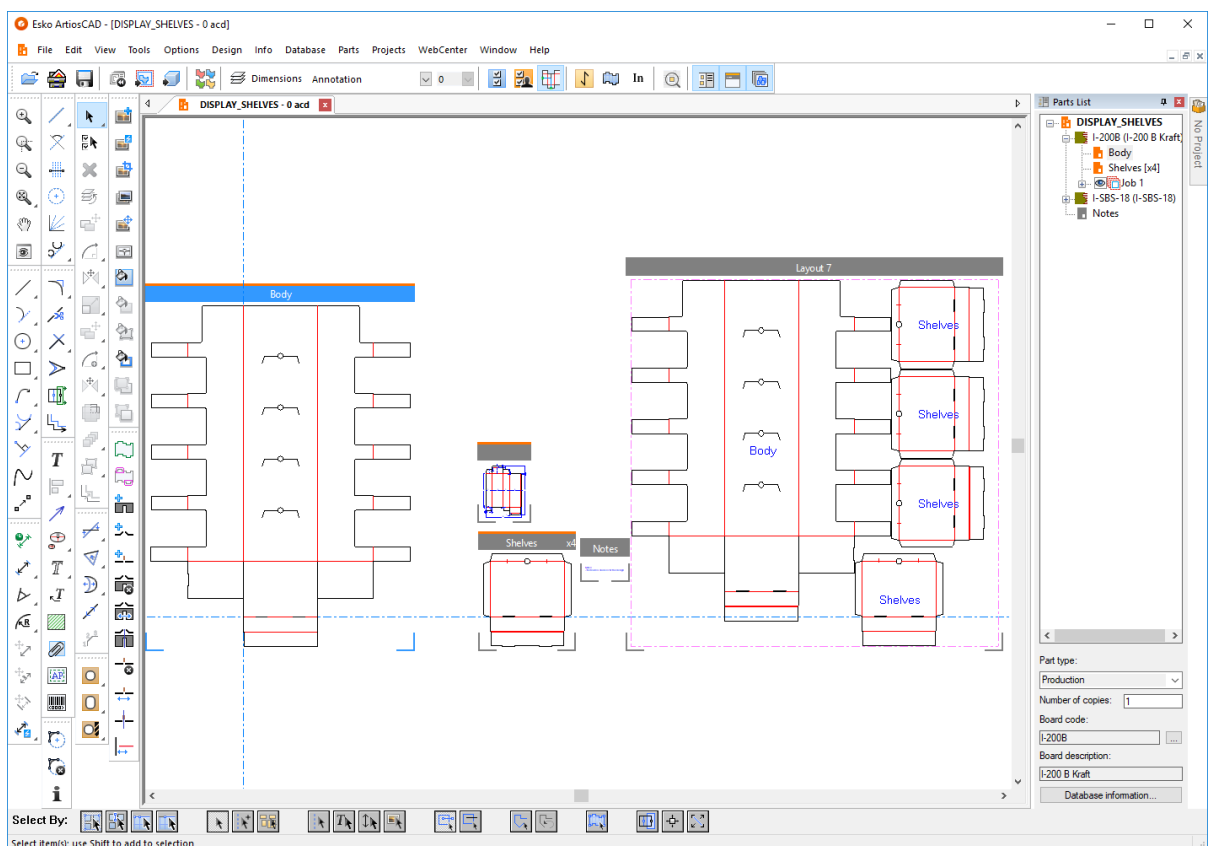 Esko ArtiosCAD - [DISPLAY_SHELVES - 0 acd]
File Edit View Tools Options Design Info Database Parts Projects WebCenter Window Help
Dimensions Annotation 0 In
DISPLAY_SHELVES - 0 acd
Parts List
No Project
DISPLAY_SHELVES
I-200B (I-200 B Kraft)
Body
Shelves [x4]
Job 1
I-SBS-18 (I-SBS-18)
Notes
Layout 7
Body
Shelves
Shelves
Body
Shelves
Shelves x4
Notes
Shelves
Part type:
Production
Number of copies: 1
Board code:
I-200B ...
Board description:
I-200 B Kraft
Database information...
Select By:
Select item(s); use Shift to add to selection